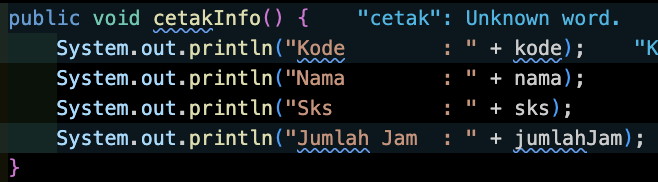 public void cetakInfo() {    "cetak": Unknown word.
    System.out.println("Kode        : " + kode);    "K
    System.out.println("Nama        : " + nama);
    System.out.println("Sks         : " + sks);
    System.out.println("Jumlah Jam  : " + jumlahJam);
}